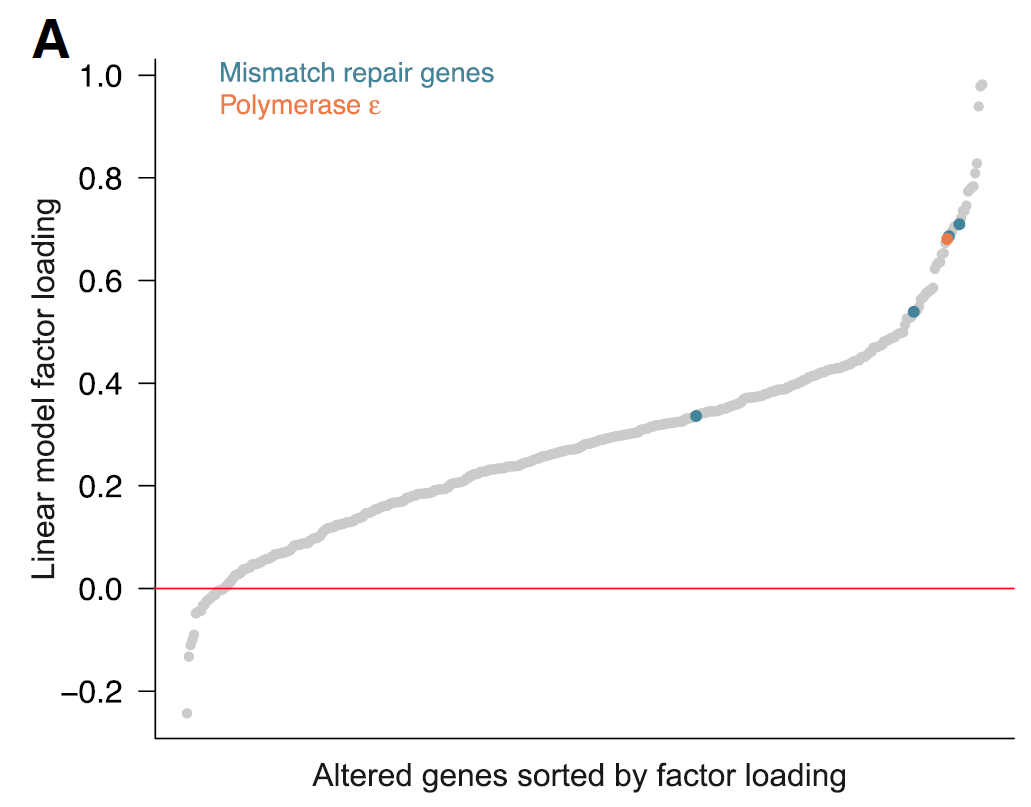 A
Mismatch repair genes
Polymerase ε
1.0
0.8
0.6
0.4
0.2
0.0
−0.2
Linear model factor loading
Altered genes sorted by factor loading